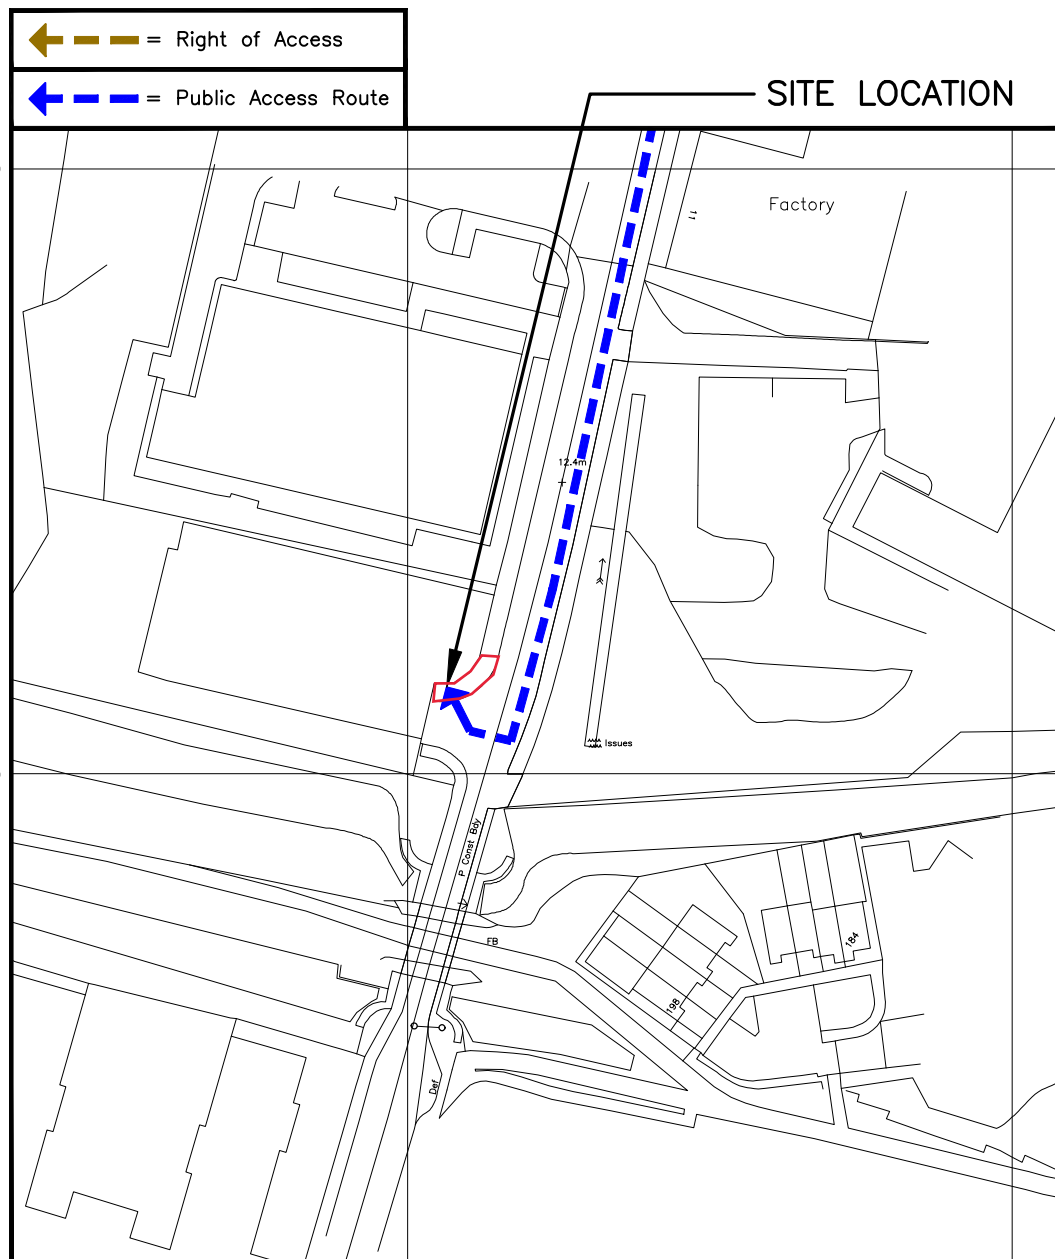 = Right of Access
= Public Access Route
SITE LOCATION
Factory
11
12.4m
Issues
P Const Bdy
FB
184
198
Def